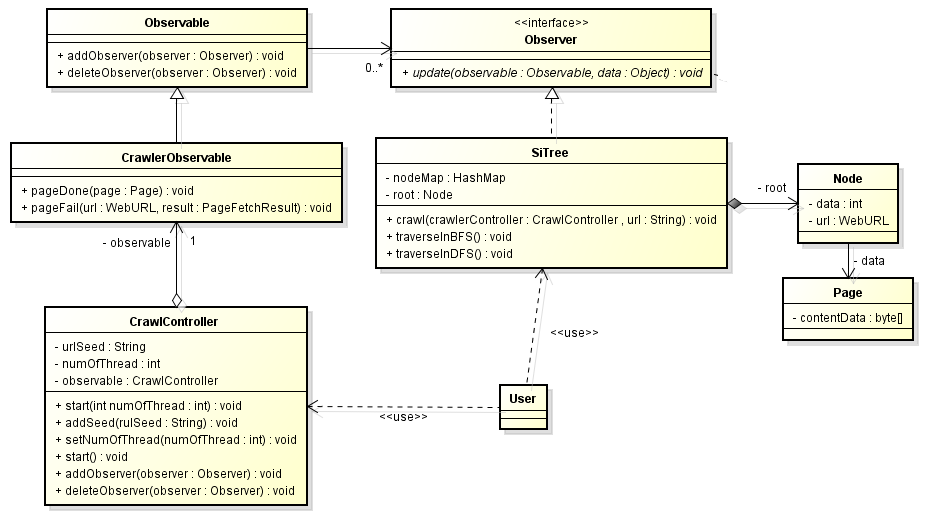 Observable
+ addObserver(observer : Observer) : void
+ deleteObserver(observer : Observer) : void
0..*
<<interface>>
Observer
+ update(observable : Observable, data : Object) : void
CrawlerObservable
+ pageDone(page : Page) : void
+ pageFail(url : WebURL, result : PageFetchResult) : void
- observable
1
SiTree
- nodeMap : HashMap
- root : Node
+ crawl(crawlerController : CrawlController , url : String) : void
+ traverseInBFS() : void
+ traverseInDFS() : void
- root
Node
- data : int
- url : WebURL
- data
Page
- contentData : byte[]
CrawlController
- urlSeed : String
- numOfThread : int
- observable : CrawlController
+ start(int numOfThread : int) : void
+ addSeed(rulSeed : String) : void
+ setNumOfThread(numOfThread : int) : void
+ start() : void
+ addObserver(observer : Observer) : void
+ deleteObserver(observer : Observer) : void
<<use>>
User
<<use>>